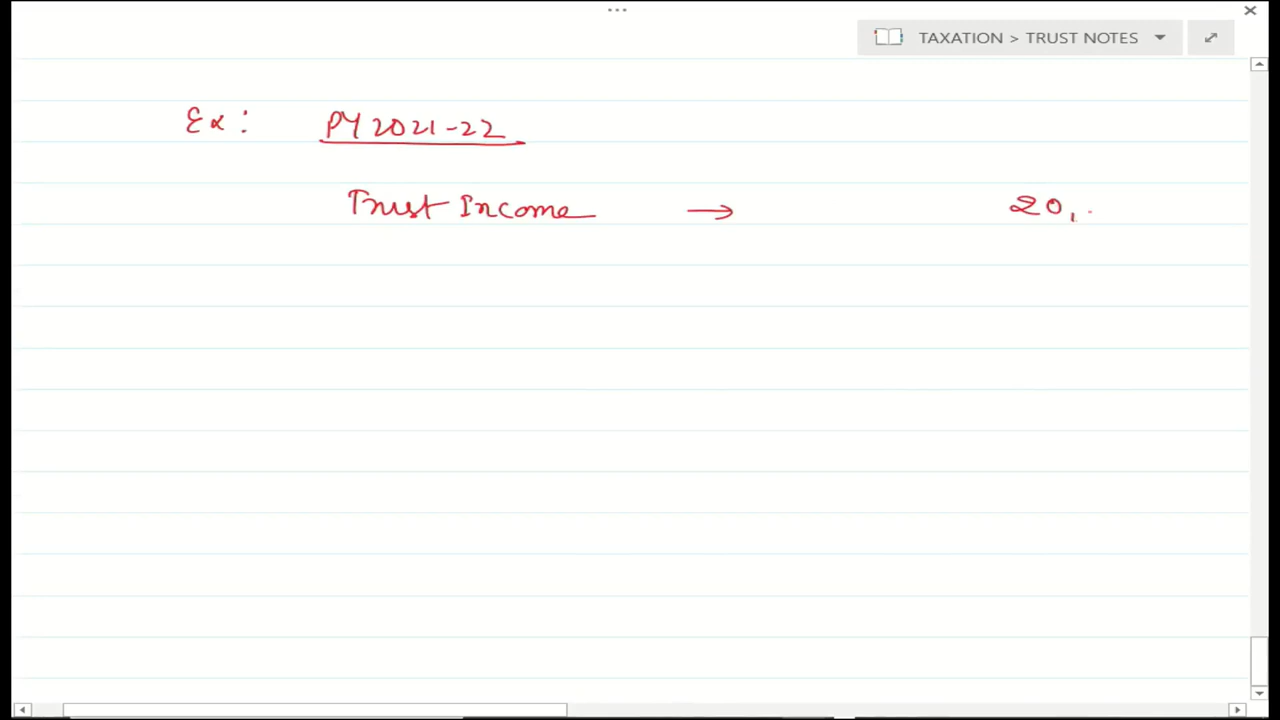 TAXATION > TRUST NOTES
Ex: PY 2021-22
Trust Income → 20,